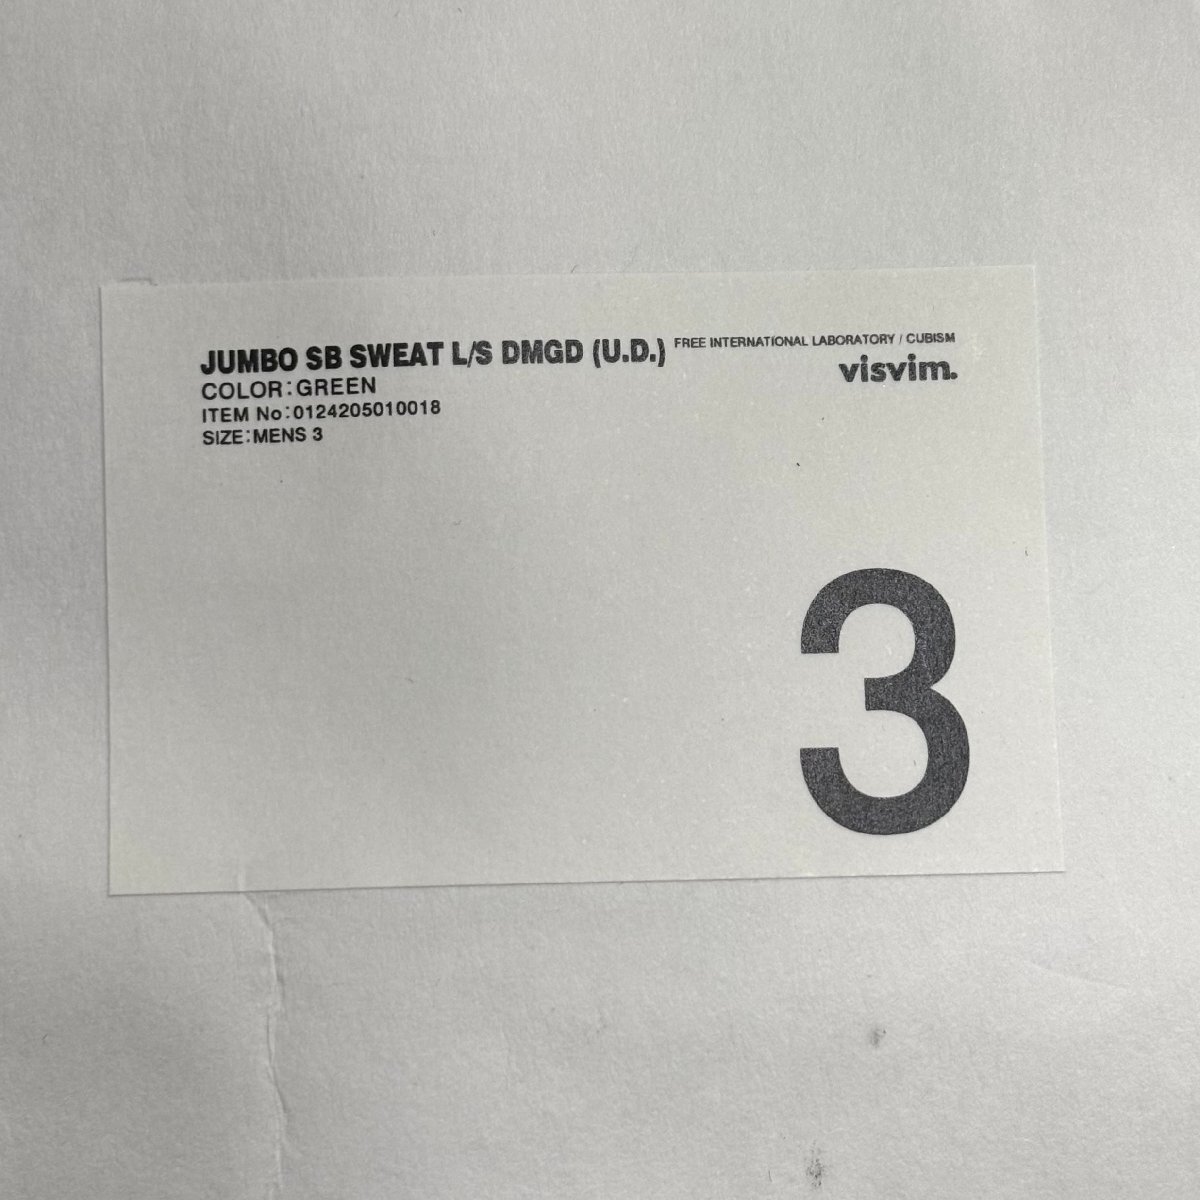 JUMBO SB SWEAT L/S DMGD (U.D.)
COLOR:GREEN
ITEM No:0124205010018
SIZE:MENS 3
FREE INTERNATIONAL LABORATORY / CUBISM
visvim.
3